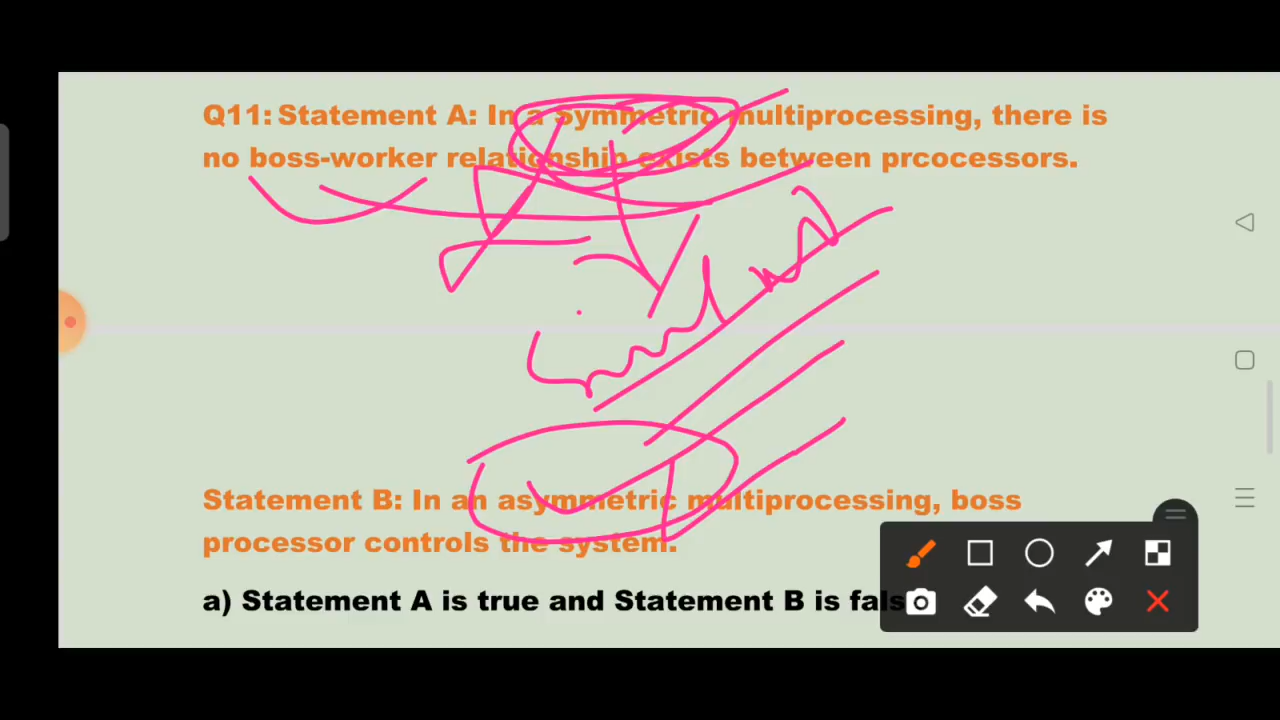 Q11: Statement A: In a Symmetric multiprocessing, there is
no boss-worker relationship exists between prcocessors.
Statement B: In an asymmetric multiprocessing, boss
processor controls the system.
a) Statement A is true and Statement B is fals